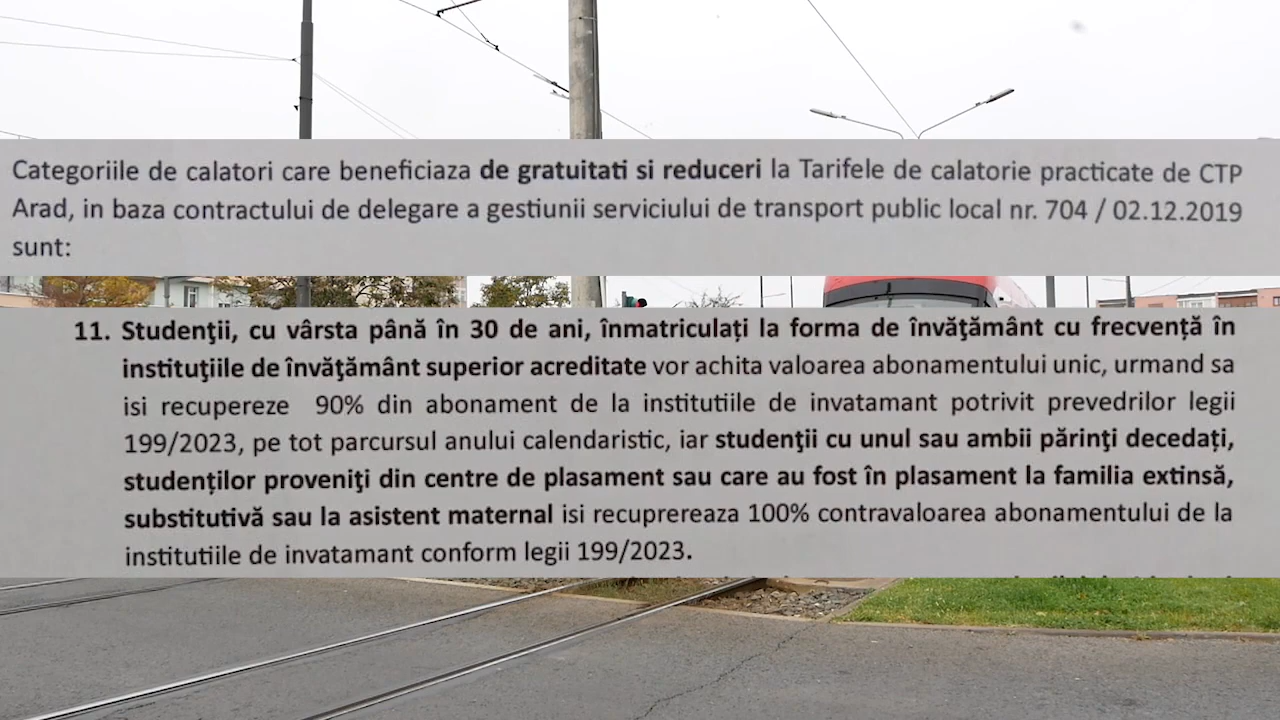 Categoriile de calatori care beneficiaza de gratuitati si reduceri la Tarifele de calatorie practicate de CTP
Arad, in baza contractului de delegare a gestiunii serviciului de transport public local nr. 704 / 02.12.2019
sunt:
11. Studenţii, cu vârsta până în 30 de ani, înmatriculați la forma de învăţământ cu frecvență în
instituţiile de învăţământ superior acreditate vor achita valoarea abonamentului unic, urmand sa
isi recupereze 90% din abonament de la institutiile de invatamant potrivit prevedrilor legii
199/2023, pe tot parcursul anului calendaristic, iar studenţii cu unul sau ambii părinţi decedați,
studenților proveniţi din centre de plasament sau care au fost în plasament la familia extinsă,
substitutivă sau la asistent maternal isi recuprereaza 100% contravaloarea abonamentului de la
institutiile de invatamant conform legii 199/2023.